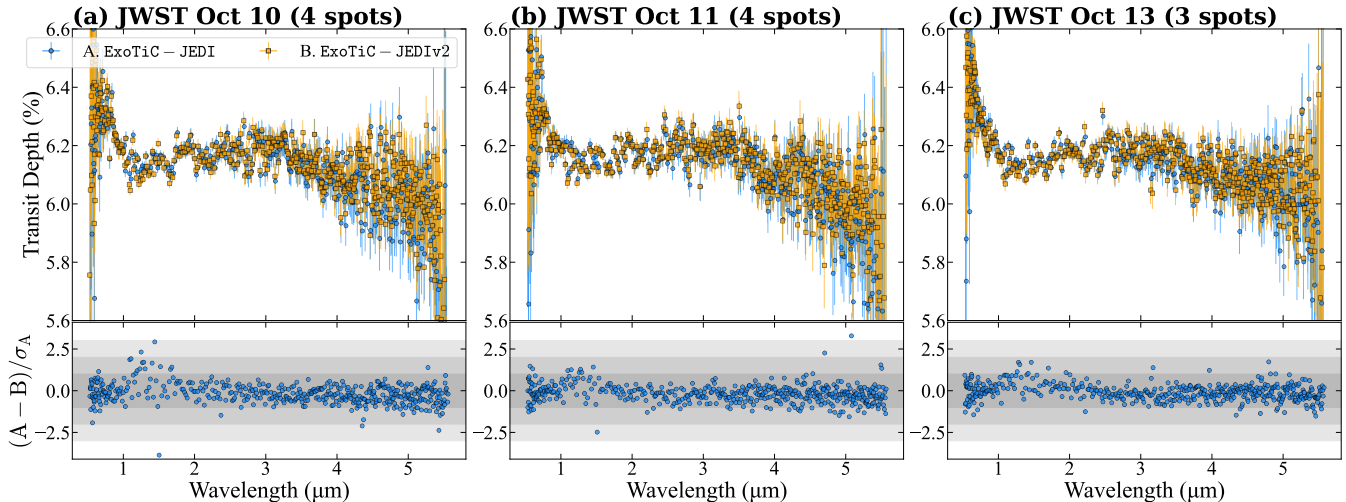 (a) JWST Oct 10 (4 spots)
(b) JWST Oct 11 (4 spots)
(c) JWST Oct 13 (3 spots)
A. ExoTiC − JEDI
B. ExoTiC − JEDIv2
Transit Depth (%)
6.6
6.4
6.2
6.0
5.8
5.6
6.6
6.4
6.2
6.0
5.8
5.6
6.6
6.4
6.2
6.0
5.8
5.6
(A − B)/σA
2.5
0.0
−2.5
2.5
0.0
−2.5
2.5
0.0
−2.5
1 2 3 4 5
1 2 3 4 5
1 2 3 4 5
Wavelength (μm)
Wavelength (μm)
Wavelength (μm)